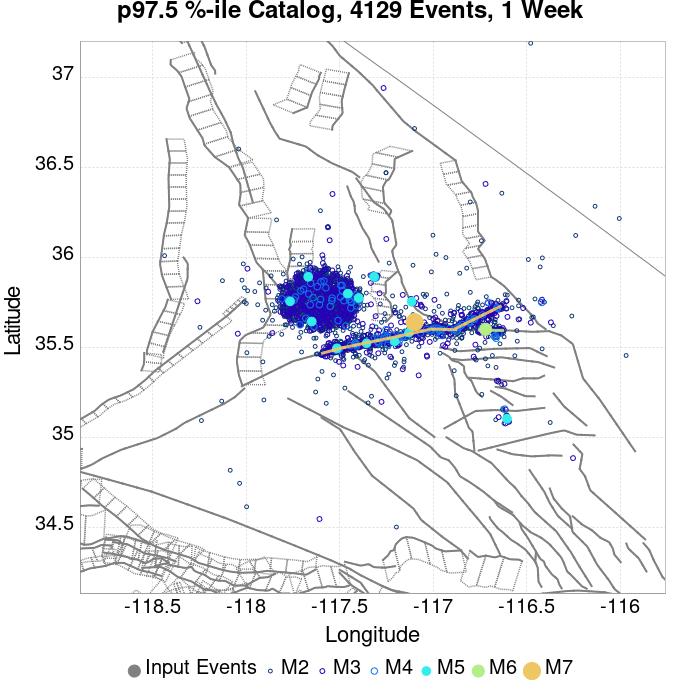 p97.5 %-ile Catalog, 4129 Events, 1 Week
37
36.5
36
35.5
35
34.5
Latitude
-118.5 -118 -117.5 -117 -116.5 -116
Longitude
Input Events M2 M3 M4 M5 M6 M7